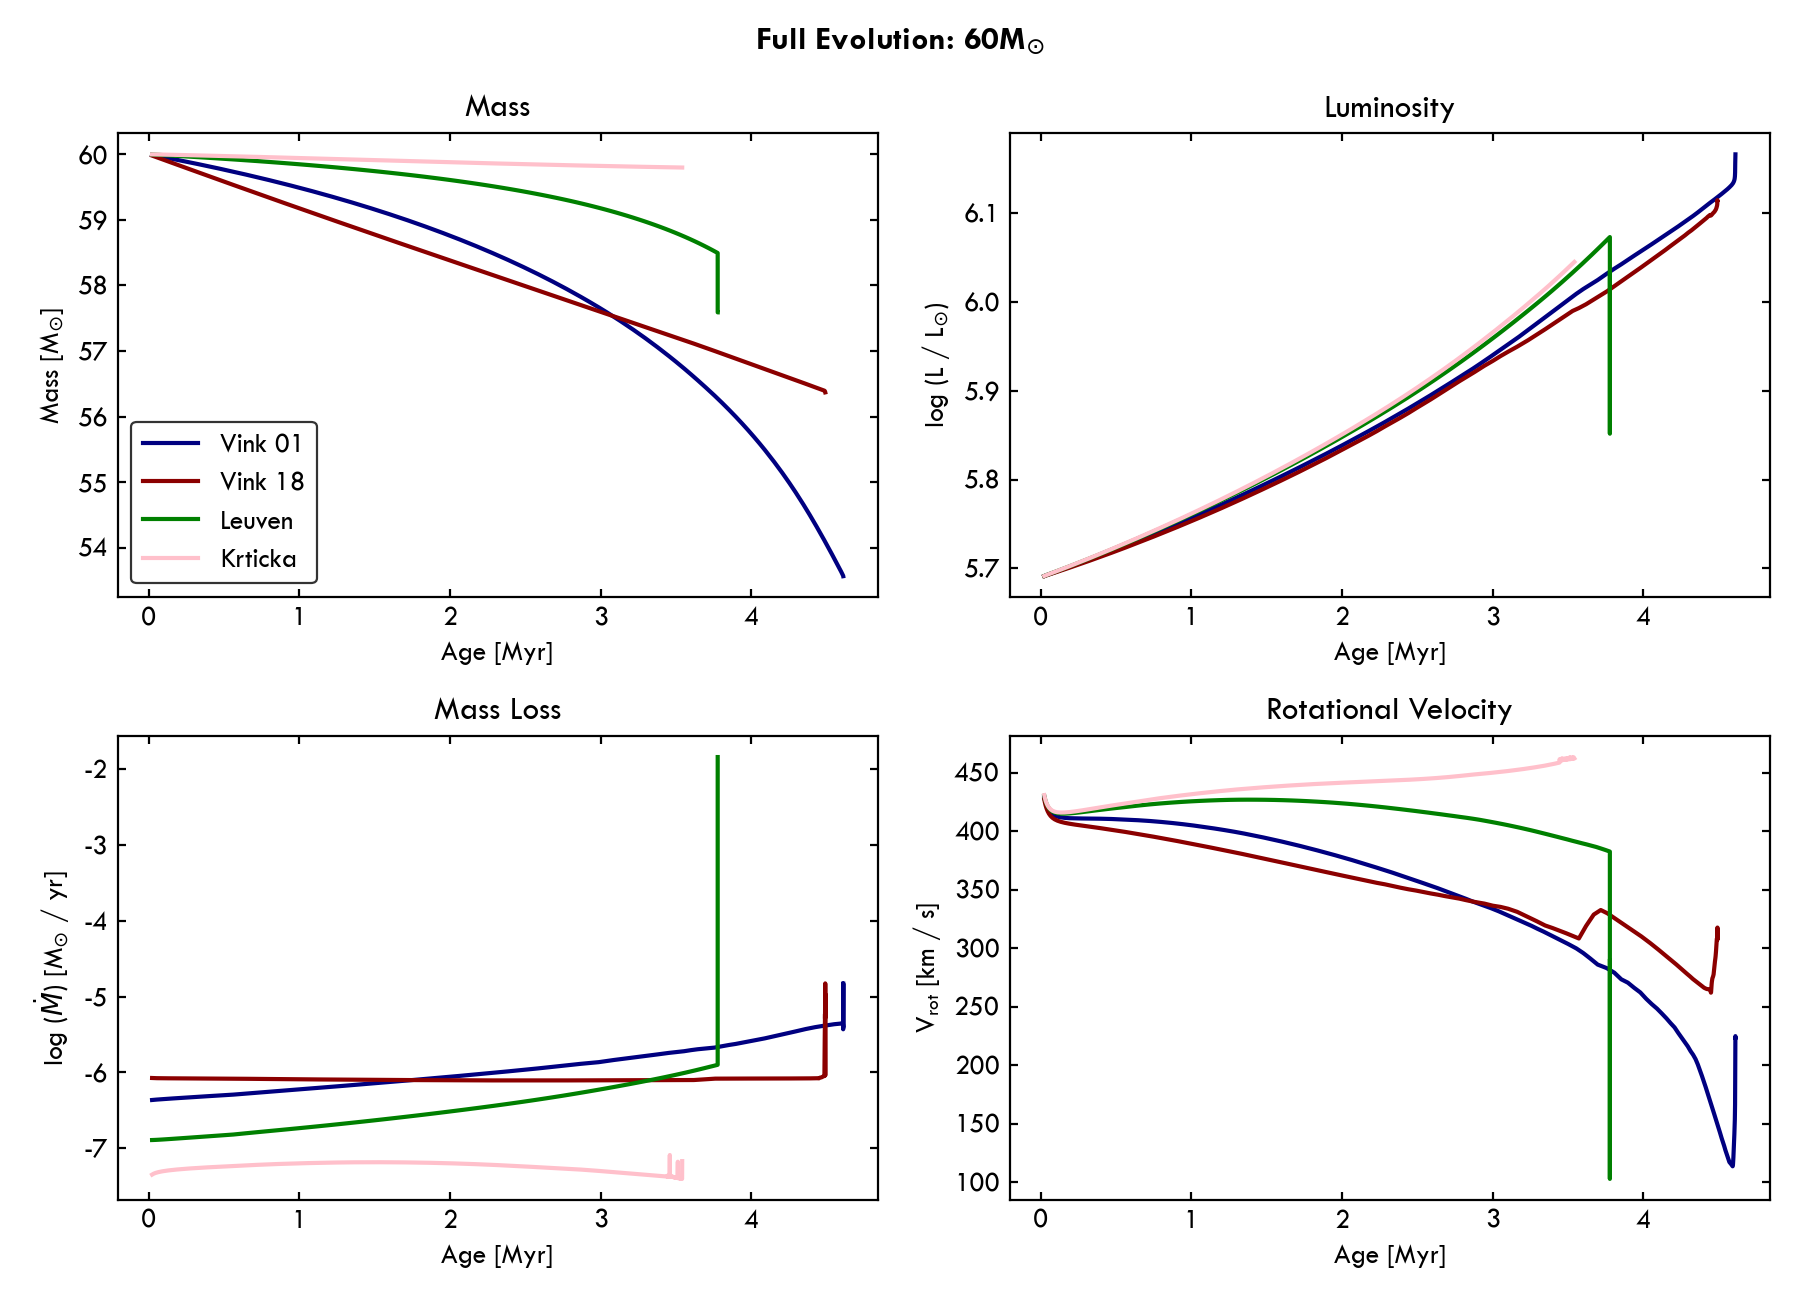 Full Evolution: 60M☉
Mass
Mass [M☉]
60
59
58
57
56
55
54
Vink 01
Vink 18
Leuven
Krticka
0 1 2 3 4
Age [Myr]
Luminosity
log (L / L☉)
6.1
6.0
5.9
5.8
5.7
0 1 2 3 4
Age [Myr]
Mass Loss
log (Ṁ) [M☉ / yr]
-2
-3
-4
-5
-6
-7
0 1 2 3 4
Age [Myr]
Rotational Velocity
Vrot [km / s]
450
400
350
300
250
200
150
100
0 1 2 3 4
Age [Myr]